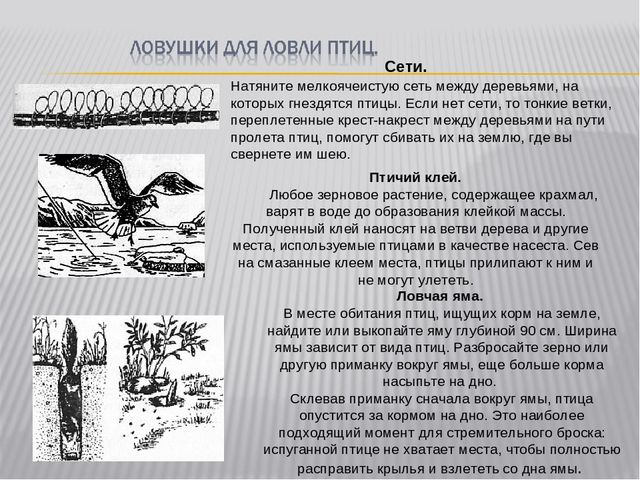 ЛОВУШКИ ДЛЯ ЛОВЛИ ПТИЦ.
Сети.
Натяните мелкоячеистую сеть между деревьями, на
которых гнездятся птицы. Если нет сети, то тонкие ветки,
переплетенные крест-накрест между деревьями на пути
пролета птиц, помогут сбивать их на землю, где вы
свернете им шею.
Птичий клей.
Любое зерновое растение, содержащее крахмал,
варят в воде до образования клейкой массы.
Полученный клей наносят на ветви дерева и другие
места, используемые птицами в качестве насеста. Сев
на смазанные клеем места, птицы прилипают к ним и
не могут улететь.
Ловчая яма.
В месте обитания птиц, ищущих корм на земле,
найдите или выкопайте яму глубиной 90 см. Ширина
ямы зависит от вида птиц. Разбросайте зерно или
другую приманку вокруг ямы, еще больше корма
насыпьте на дно.
Склевав приманку сначала вокруг ямы, птица
опустится за кормом на дно. Это наиболее
подходящий момент для стремительного броска:
испуганной птице не хватает места, чтобы полностью
расправить крылья и взлететь со дна ямы.